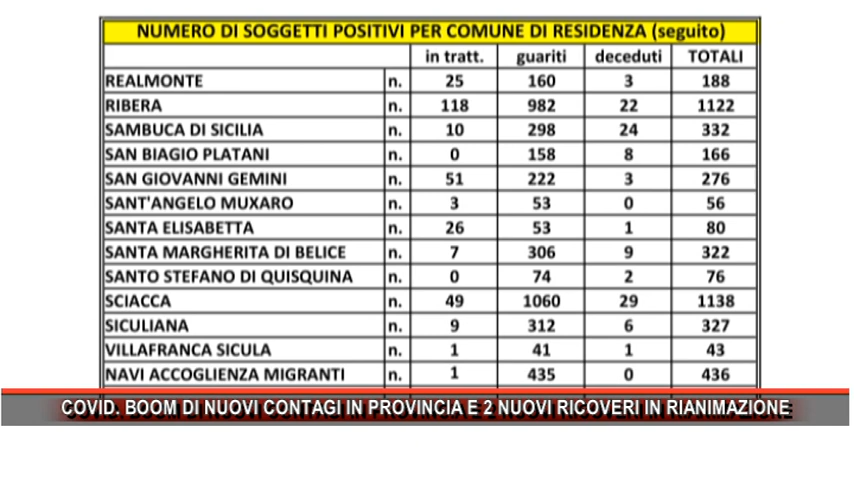 NUMERO DI SOGGETTI POSITIVI PER COMUNE DI RESIDENZA (seguito)
in tratt. guariti deceduti TOTALI
REALMONTE n. 25 160 3 188
RIBERA n. 118 982 22 1122
SAMBUCA DI SICILIA n. 10 298 24 332
SAN BIAGIO PLATANI n. 0 158 8 166
SAN GIOVANNI GEMINI n. 51 222 3 276
SANT'ANGELO MUXARO n. 3 53 0 56
SANTA ELISABETTA n. 26 53 1 80
SANTA MARGHERITA DI BELICE n. 7 306 9 322
SANTO STEFANO DI QUISQUINA n. 0 74 2 76
SCIACCA n. 49 1060 29 1138
SICULIANA n. 9 312 6 327
VILLAFRANCA SICULA n. 1 41 1 43
NAVI ACCOGLIENZA MIGRANTI n. 1 435 0 436
COVID. BOOM DI NUOVI CONTAGI IN PROVINCIA E 2 NUOVI RICOVERI IN RIANIMAZIONE